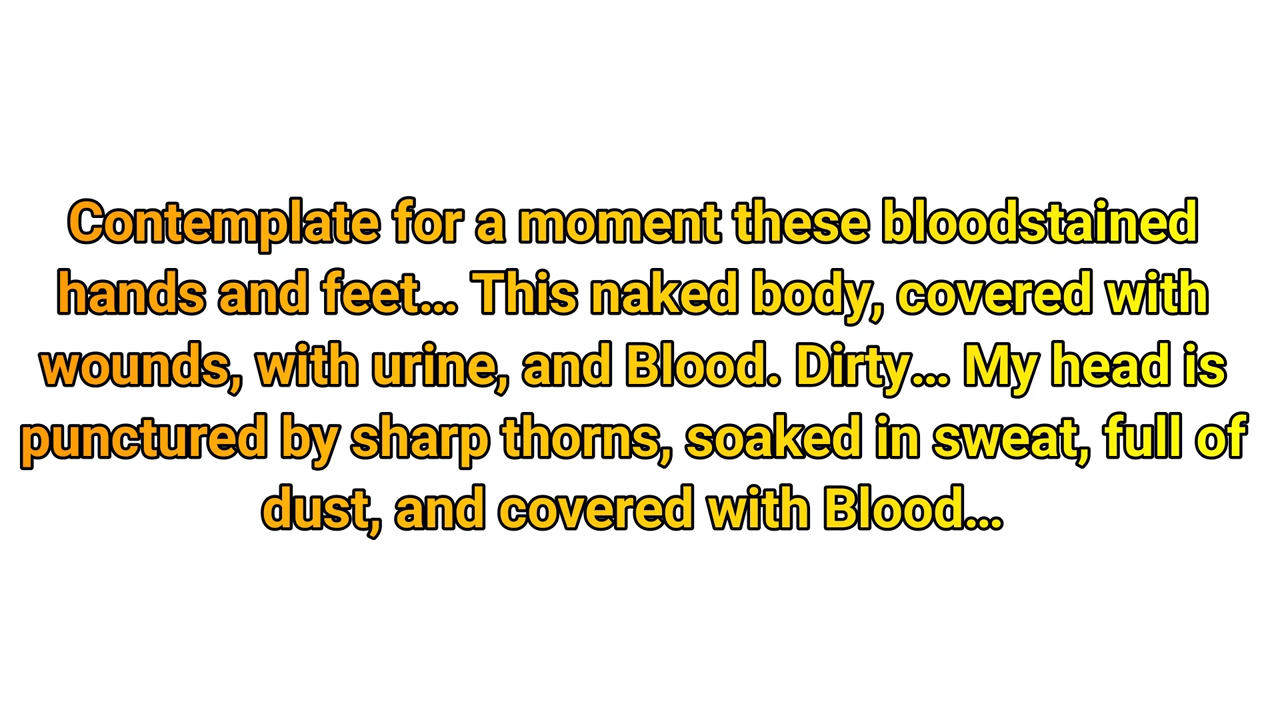 Contemplate for a moment these bloodstained
hands and feet... This naked body, covered with
wounds, with urine, and Blood. Dirty... My head is
punctured by sharp thorns, soaked in sweat, full of
dust, and covered with Blood...